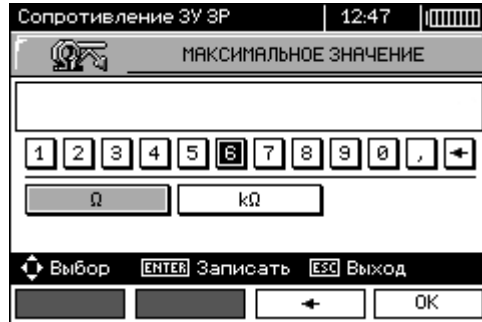 Сопротивление ЗУ 3P 12:47
МАКСИМАЛЬНОЕ ЗНАЧЕНИЕ
1 2 3 4 5 6 7 8 9 0 , ←
Ω kΩ
Выбор ENTER Записать ESC Выход
← OK